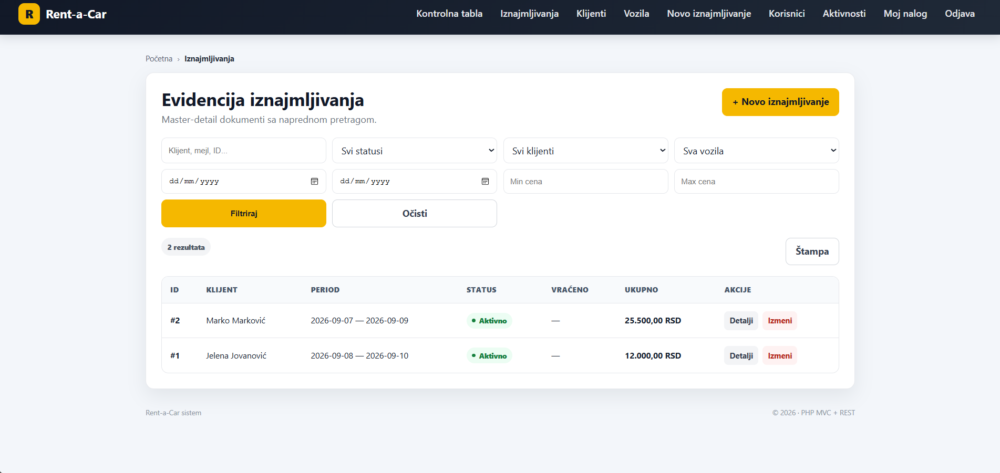 R Rent-a-Car Kontrolna tabla Iznajmljivanja Klijenti Vozila Novo iznajmljivanje Korisnici Aktivnosti Moj nalog Odjava
Početna › Iznajmljivanja
Evidencija iznajmljivanja
+ Novo iznajmljivanje
Master-detail dokumenti sa naprednom pretragom.
Klijent, mejl, ID... Svi statusi Svi klijenti Sva vozila
dd/mm/yyyy dd/mm/yyyy Min cena Max cena
Filtriraj Očisti
2 rezultata Štampa
ID KLIJENT PERIOD STATUS VRAĆENO UKUPNO AKCIJE
#2 Marko Marković 2026-09-07 — 2026-09-09 • Aktivno — 25.500,00 RSD Detalji Izmeni
#1 Jelena Jovanović 2026-09-08 — 2026-09-10 • Aktivno — 12.000,00 RSD Detalji Izmeni
Rent-a-Car sistem © 2026 · PHP MVC + REST